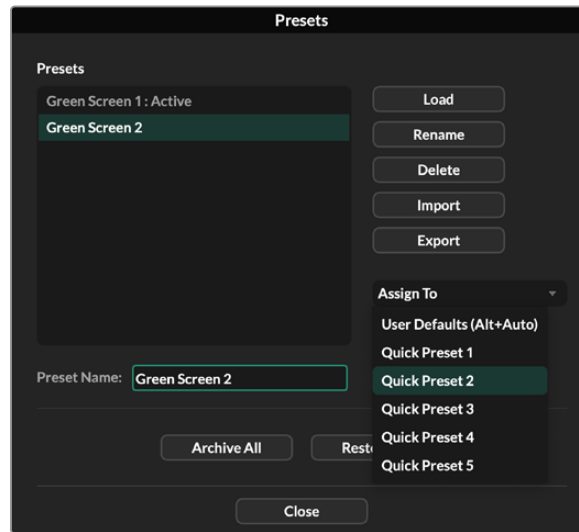 Presets
Presets
Green Screen 1 : Active
Green Screen 2
Load
Rename
Delete
Import
Export
Assign To
User Defaults (Alt+Auto)
Quick Preset 1
Quick Preset 2
Quick Preset 3
Quick Preset 4
Quick Preset 5
Preset Name: Green Screen 2
Archive All
Close